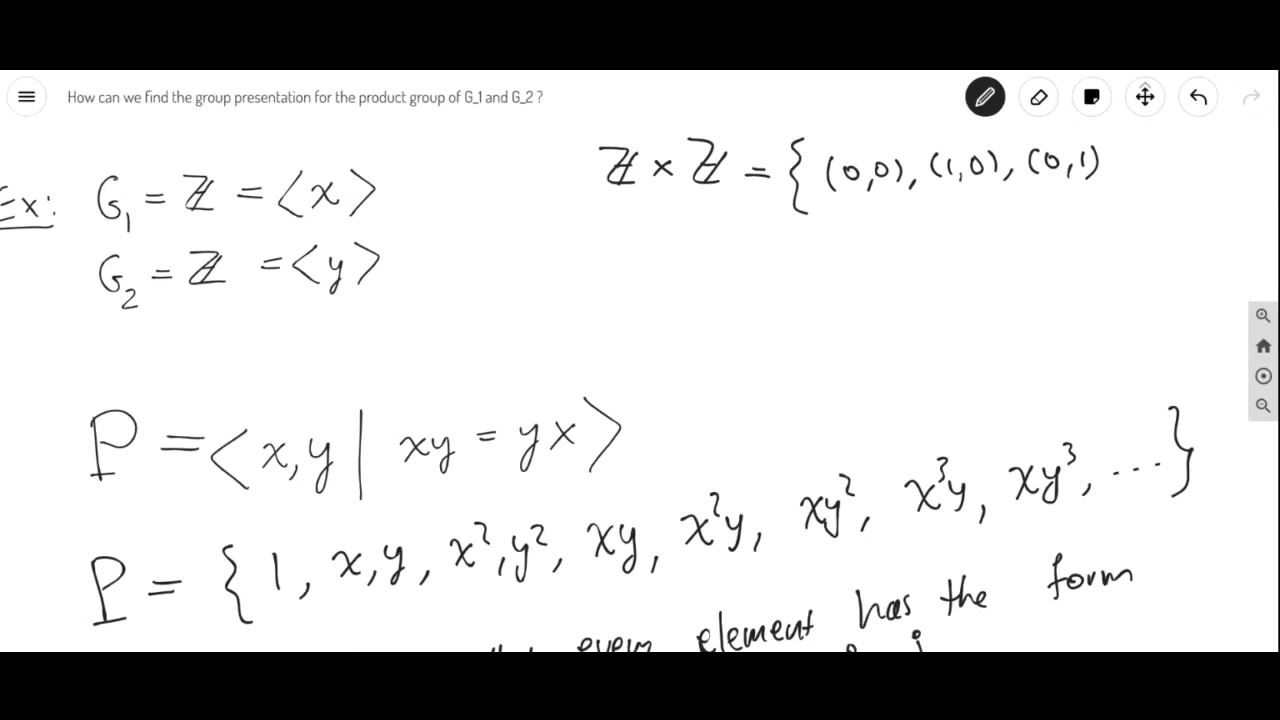 How can we find the group presentation for the product group of G_1 and G_2 ?
Ex: G₁ = ℤ = ⟨x⟩
ℤ × ℤ = { (0,0), (1,0), (0,1)
G₂ = ℤ = ⟨y⟩
P = ⟨x, y | xy = yx⟩
P = { 1, x, y, x², y², xy, x²y, xy², x³y, xy³, ... }
every element has the form